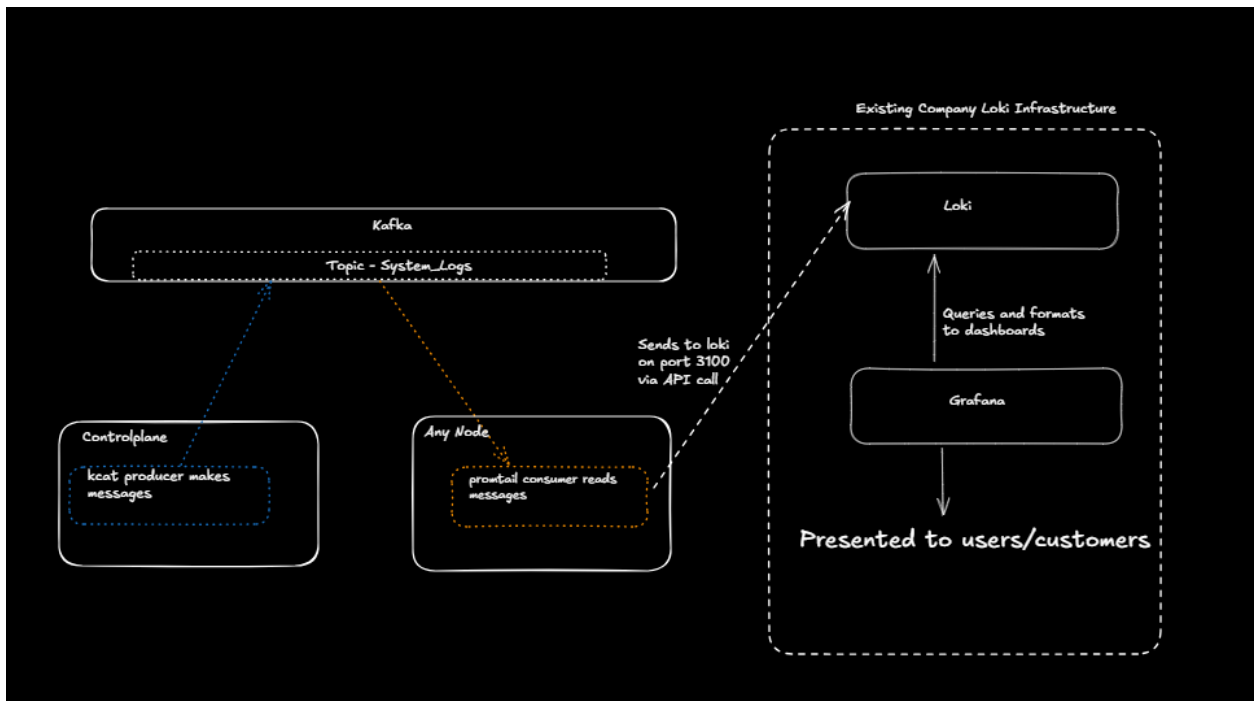 Existing Company Loki Infrastructure
Loki
Kafka
Topic - System_Logs
Queries and formats
to dashboards
Sends to loki
on port 3100
via API call
Grafana
Controlplane
kcat producer makes
messages
Any Node
promtail consumer reads
messages
Presented to users/customers